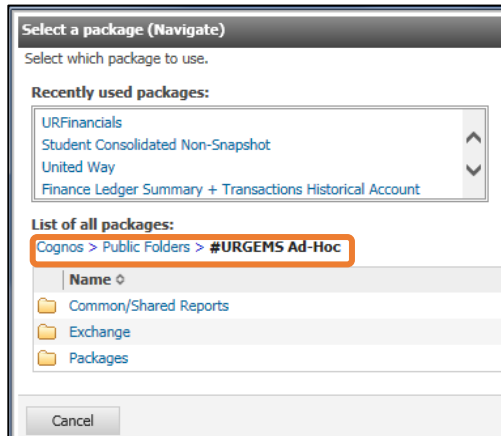 Select a package (Navigate)
Select which package to use.
Recently used packages:
URFinancials
Student Consolidated Non-Snapshot
United Way
Finance Ledger Summary + Transactions Historical Account
List of all packages:
Cognos > Public Folders > #URGEMS Ad-Hoc
Name
Common/Shared Reports
Exchange
Packages
Cancel